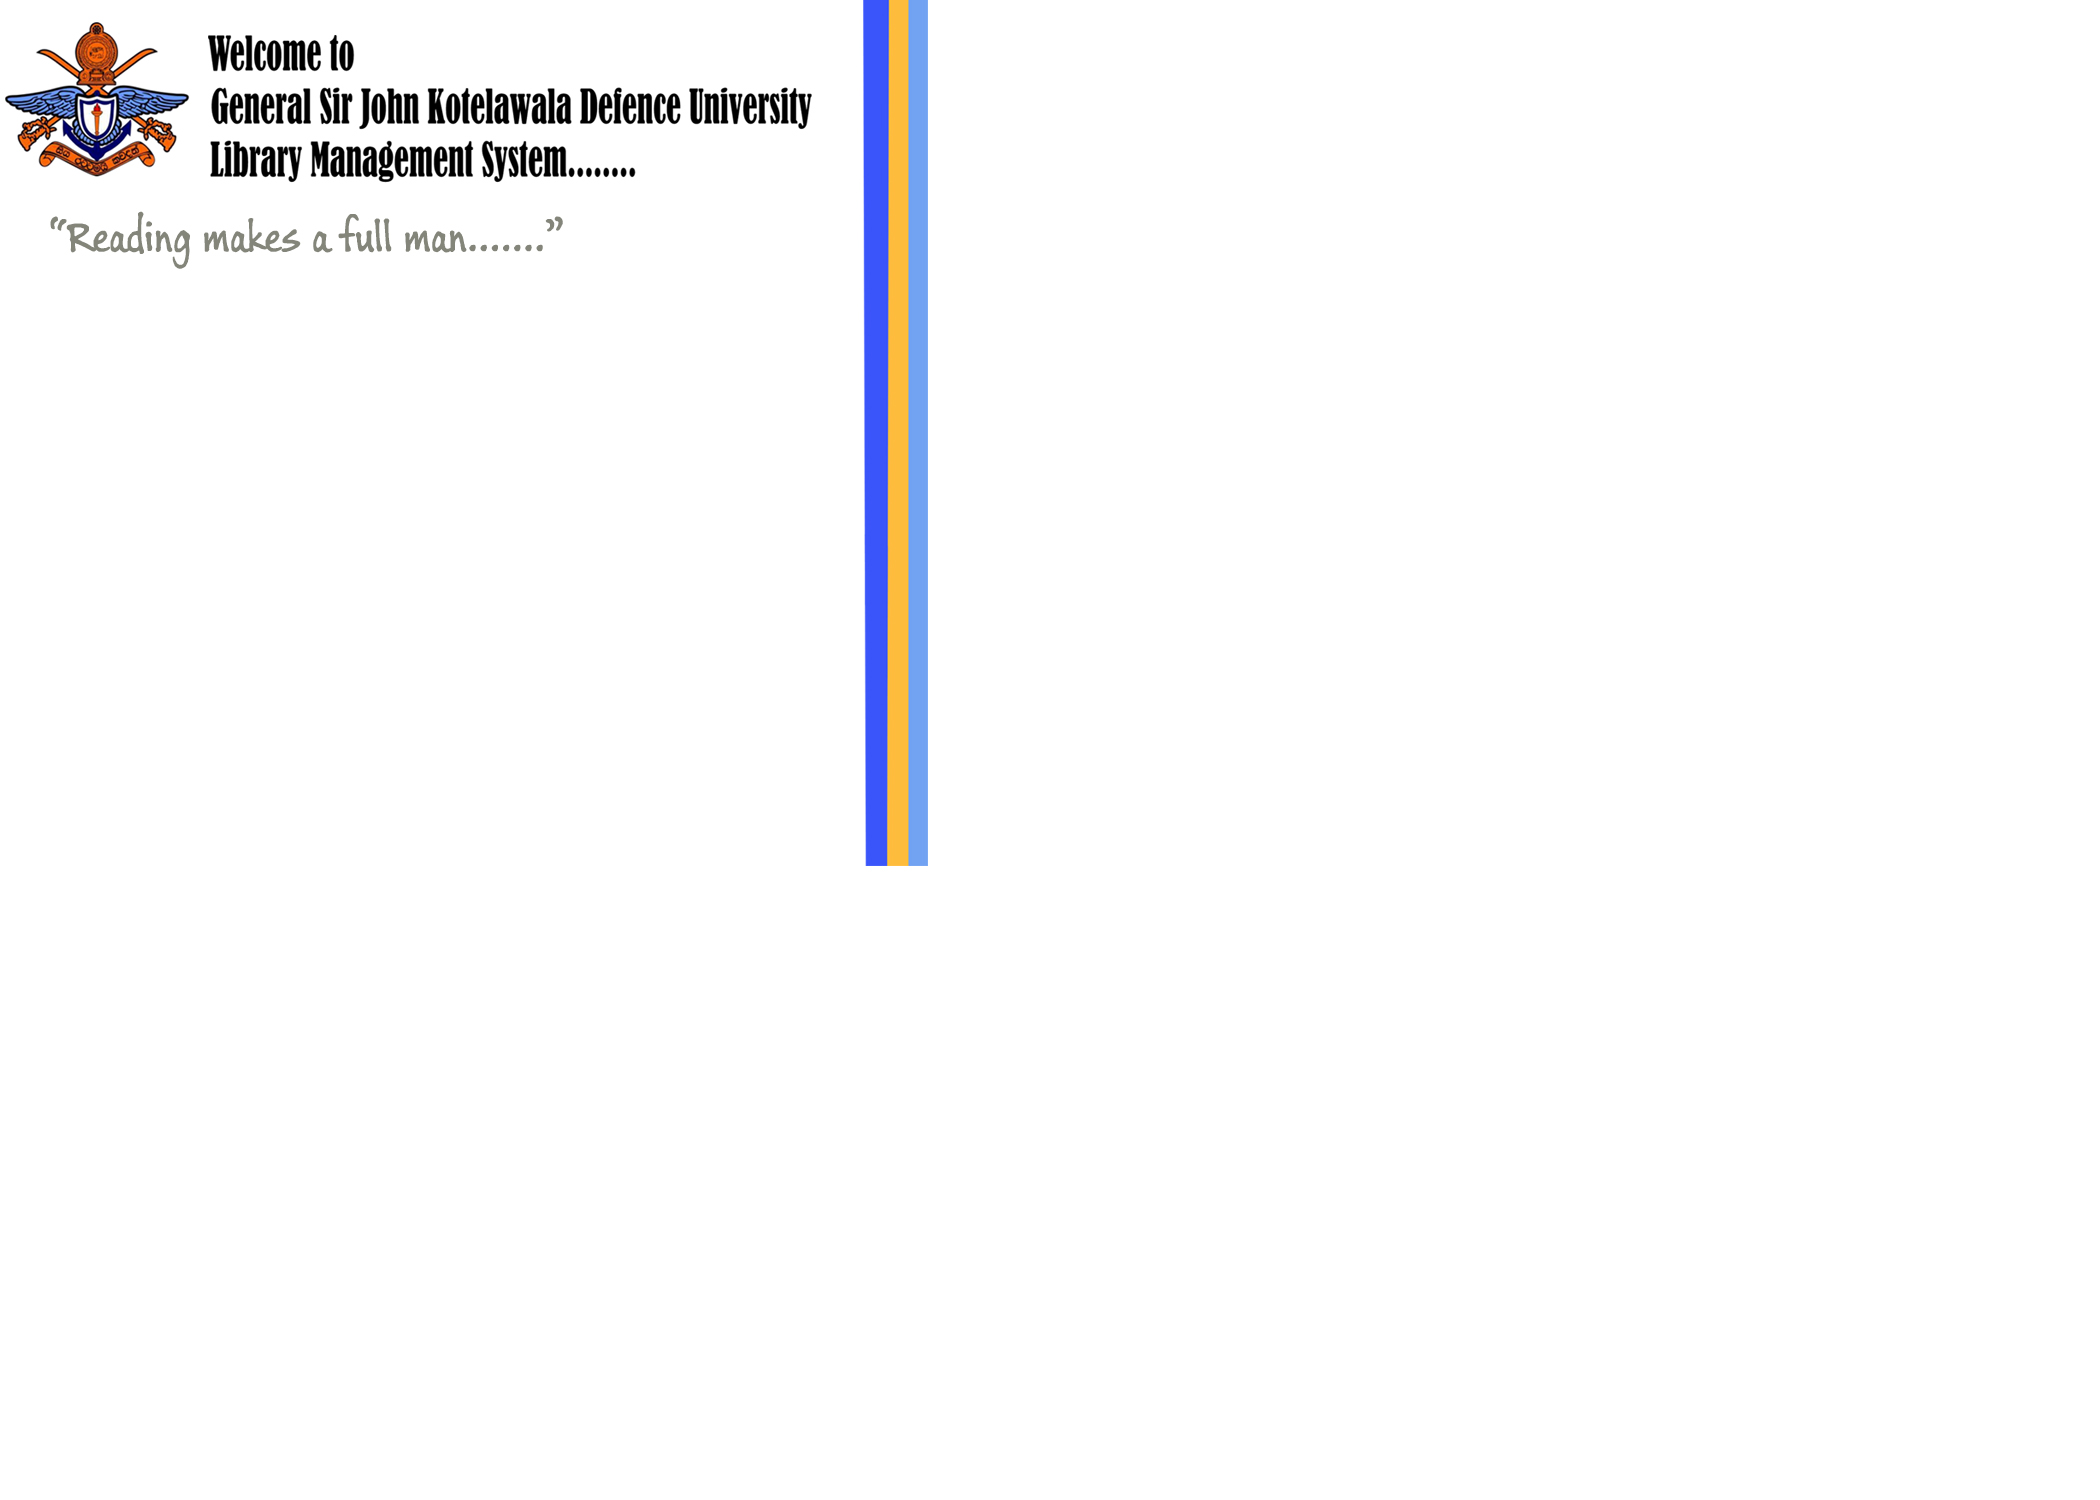 Welcome to
General Sir John Kotelawala Defence University
Library Management System........
“Reading makes a full man.......”